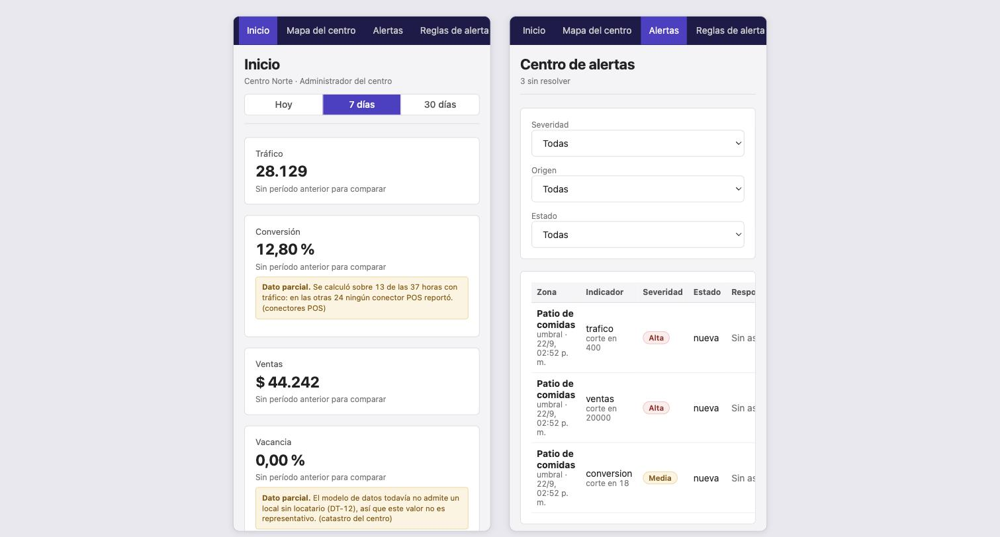 Inicio Mapa del centro Alertas Reglas de alerta
Inicio
Centro Norte · Administrador del centro
Hoy 7 días 30 días
Tráfico
28.129
Sin período anterior para comparar
Conversión
12,80 %
Sin período anterior para comparar
Dato parcial. Se calculó sobre 13 de las 37 horas con
tráfico: en las otras 24 ningún conector POS reportó.
(conectores POS)
Ventas
$ 44.242
Sin período anterior para comparar
Vacancia
0,00 %
Sin período anterior para comparar
Dato parcial. El modelo de datos todavía no admite un
local sin locatario (DT-12), así que este valor no es
representativo. (catastro del centro)
Inicio Mapa del centro Alertas Reglas de alerta
Centro de alertas
3 sin resolver
Severidad
Todas
Origen
Todas
Estado
Todas
Zona Indicador Severidad Estado Respo
Patio de
comidas
umbral ·
22/9,
02:52 p.
m.
trafico
corte en
400
Alta
nueva
Sin as
Patio de
comidas
umbral ·
22/9,
02:52 p.
m.
ventas
corte en
20000
Alta
nueva
Sin as
Patio de
comidas
umbral ·
22/9,
02:52 p.
m.
conversion
corte en 18
Media
nueva
Sin as